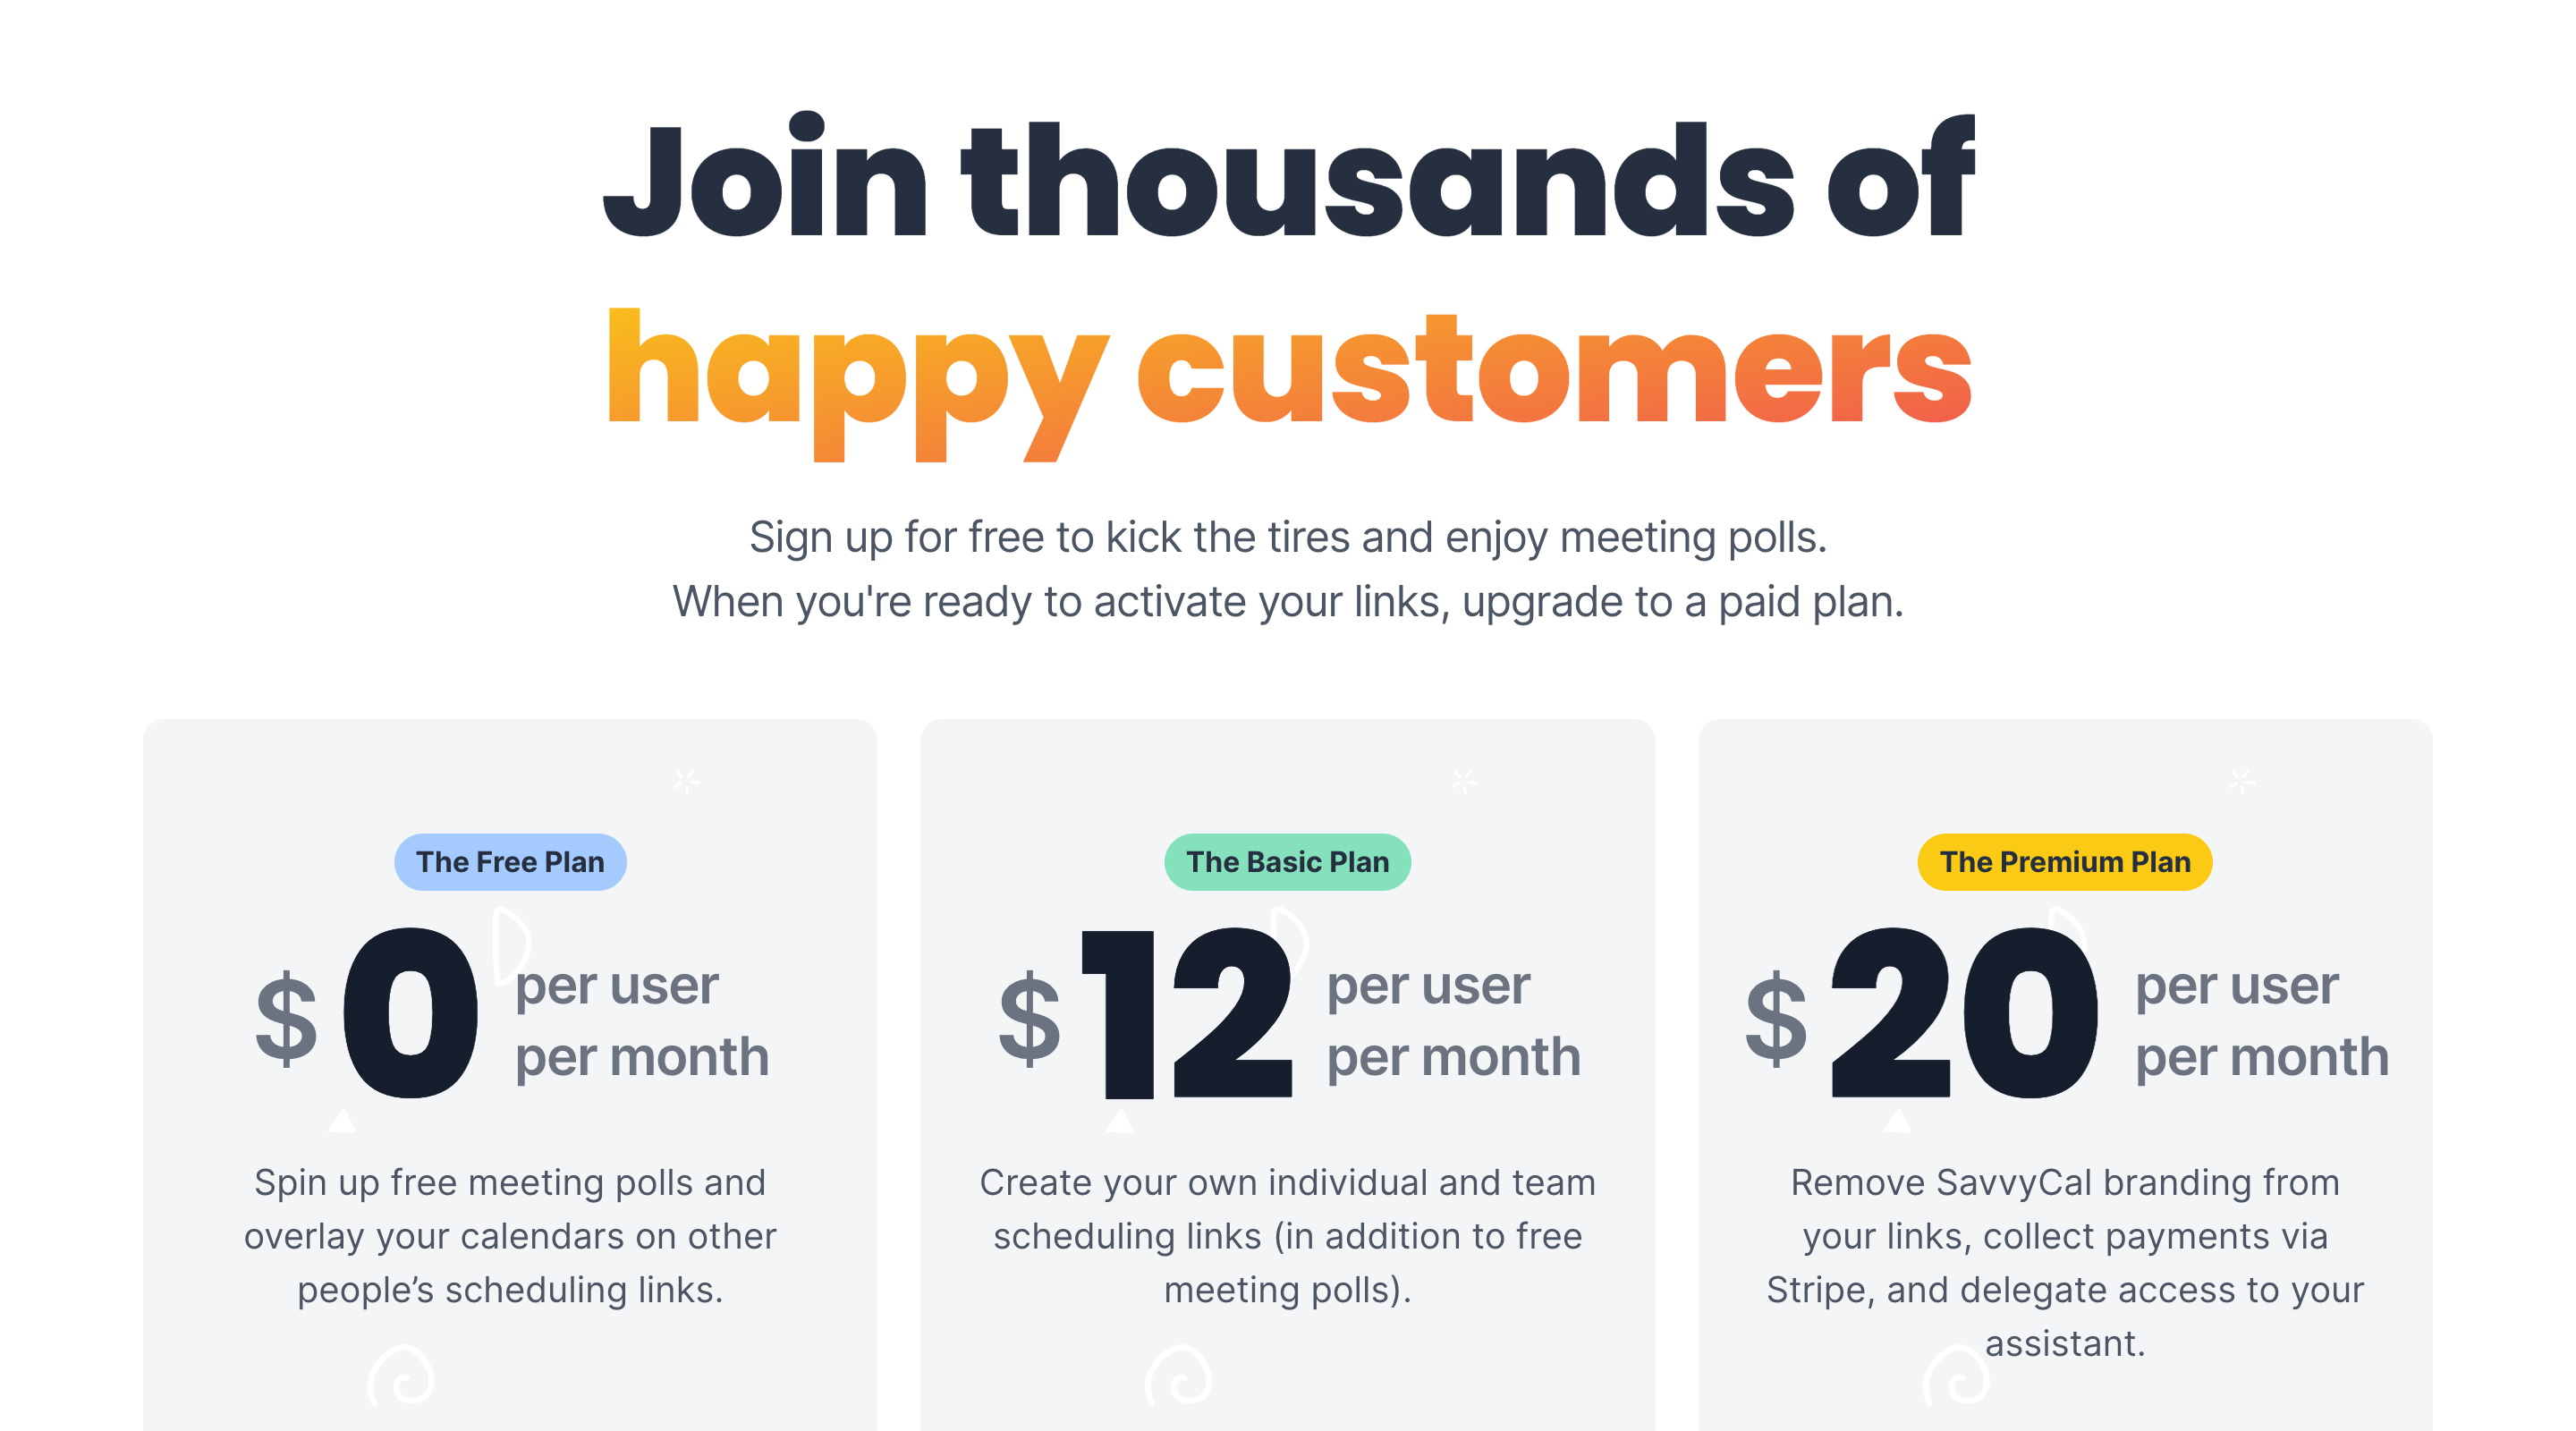 Join thousands of
happy customers
Sign up for free to kick the tires and enjoy meeting polls.
When you're ready to activate your links, upgrade to a paid plan.
The Free Plan
$0 per user
per month
Spin up free meeting polls and
overlay your calendars on other
people’s scheduling links.
The Basic Plan
$12 per user
per month
Create your own individual and team
scheduling links (in addition to free
meeting polls).
The Premium Plan
$20 per user
per month
Remove SavvyCal branding from
your links, collect payments via
Stripe, and delegate access to your
assistant.